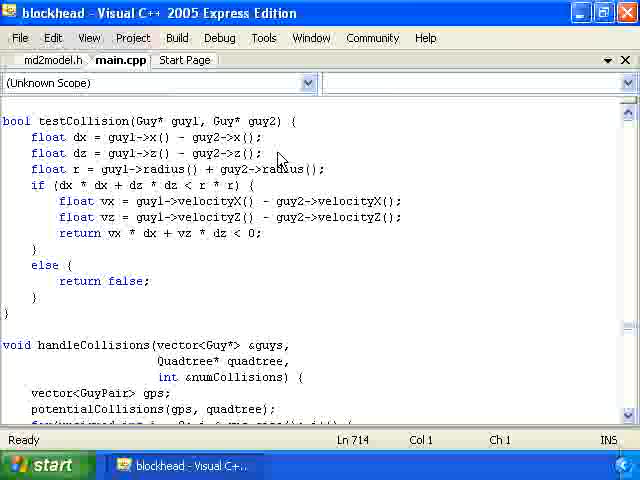 blockhead - Visual C++ 2005 Express Edition
File Edit View Project Build Debug Tools Window Community Help
md2model.h main.cpp Start Page
(Unknown Scope)
bool testCollision(Guy* guy1, Guy* guy2) {
float dx = guy1->x() - guy2->x();
float dz = guy1->z() - guy2->z();
float r = guy1->radius() + guy2->radius();
if (dx * dx + dz * dz < r * r) {
float vx = guy1->velocityX() - guy2->velocityX();
float vz = guy1->velocityZ() - guy2->velocityZ();
return vx * dx + vz * dz < 0;
}
else {
return false;
}
}
void handleCollisions(vector<Guy*> &guys,
Quadtree* quadtree,
int &numCollisions) {
vector<GuyPair> gps;
potentialCollisions(gps, quadtree);
Ready Ln 714 Col 1 Ch 1 INS
start blockhead - Visual C+...